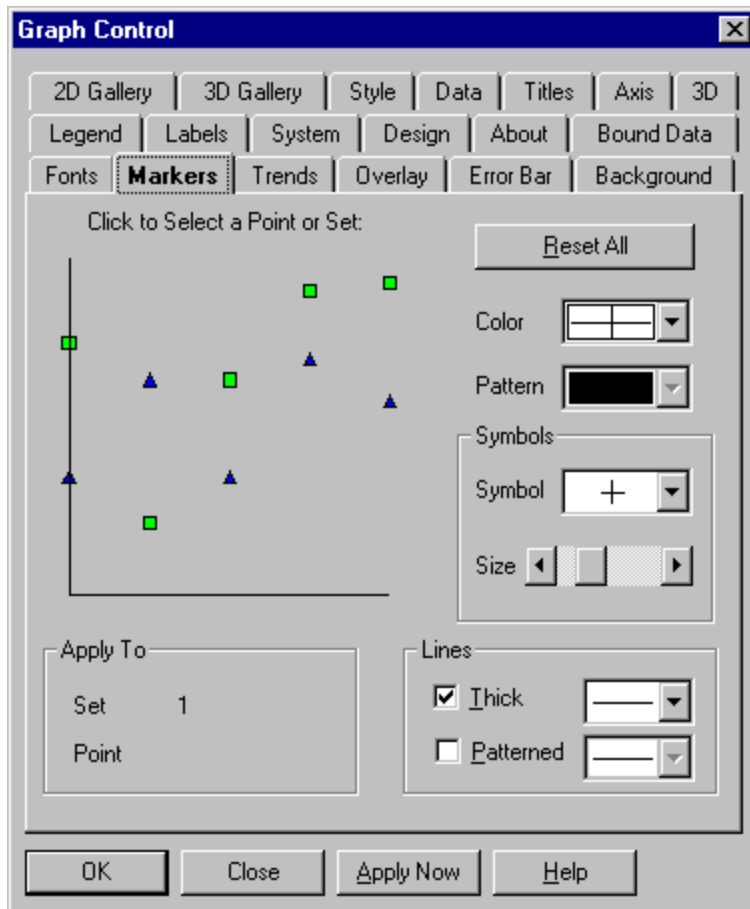 Graph Control
2D Gallery 3D Gallery Style Data Titles Axis 3D
Legend Labels System Design About Bound Data
Fonts Markers Trends Overlay Error Bar Background
Click to Select a Point or Set:
Reset All
Color
Pattern
Symbols
Symbol
Size
Apply To
Set 1
Point
Lines
Thick
Patterned
OK Close Apply Now Help